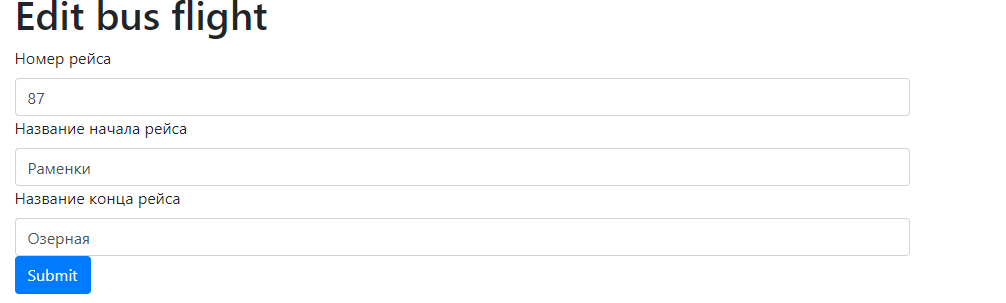 Edit bus flight
Номер рейса
87
Название начала рейса
Раменки
Название конца рейса
Озерная
Submit